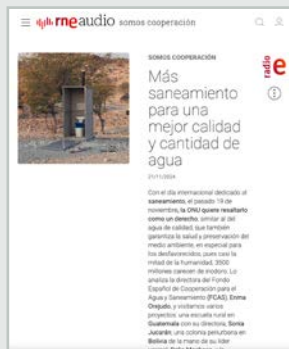 rne audio somos cooperación
SOMOS COOPERACIÓN
radio e
Más
saneamiento
para una
mejor calidad
y cantidad de
agua
21/11/2024
Con el día internacional dedicado al
saneamiento, el pasado 19 de
noviembre, la ONU quiere resaltarlo
como un derecho, similar al del
agua de calidad, que también
garantiza la salud y preservación del
medio ambiente, en especial para
los desfavorecidos, pues casi la
mitad de la humanidad, 3500
millones carecen de inodoro. Lo
analiza la directora del Fondo
Español de Cooperación para el
Agua y Saneamiento (FCAS), Emma
Orejudo, y visitamos varios
proyectos: una escuela rural en
Guatemala con su directora, Sonia
una colonia periurbana en
Bolivia de la mano de su líder